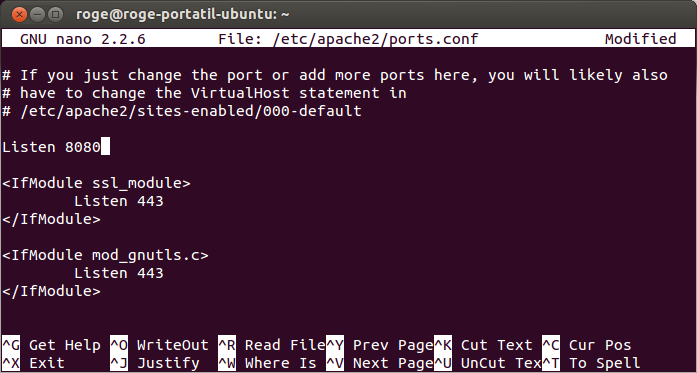 roge@roge-portatil-ubuntu: ~
GNU nano 2.2.6 File: /etc/apache2/ports.conf Modified
# If you just change the port or add more ports here, you will likely also
# have to change the VirtualHost statement in
# /etc/apache2/sites-enabled/000-default
Listen 8080
<IfModule ssl_module>
Listen 443
</IfModule>
<IfModule mod_gnutls.c>
Listen 443
</IfModule>
^G Get Help ^O WriteOut ^R Read File^Y Prev Page^K Cut Text ^C Cur Pos
^X Exit ^J Justify ^W Where Is ^V Next Page^U UnCut Tex^T To Spell